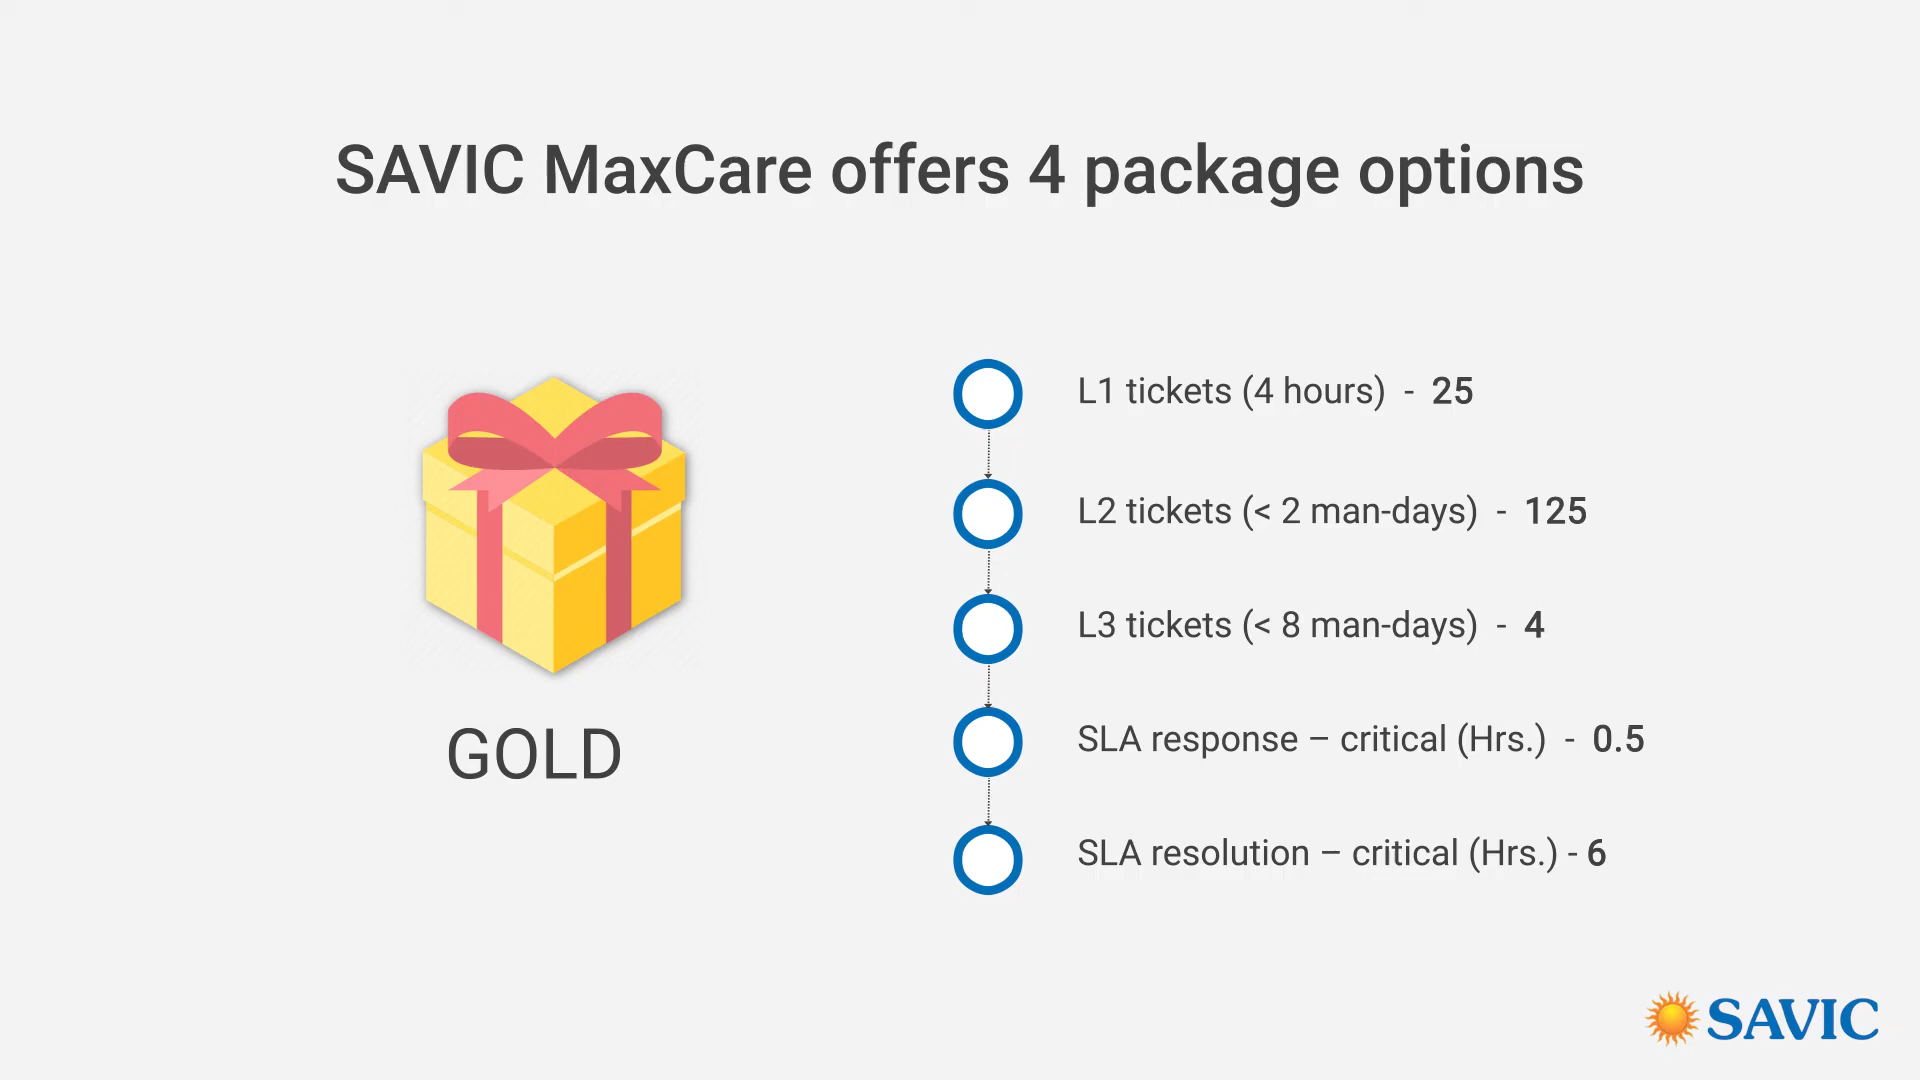 SAVIC MaxCare offers 4 package options
GOLD
L1 tickets (4 hours) - 25
L2 tickets (< 2 man-days) - 125
L3 tickets (< 8 man-days) - 4
SLA response – critical (Hrs.) - 0.5
SLA resolution – critical (Hrs.) - 6
SAVIC